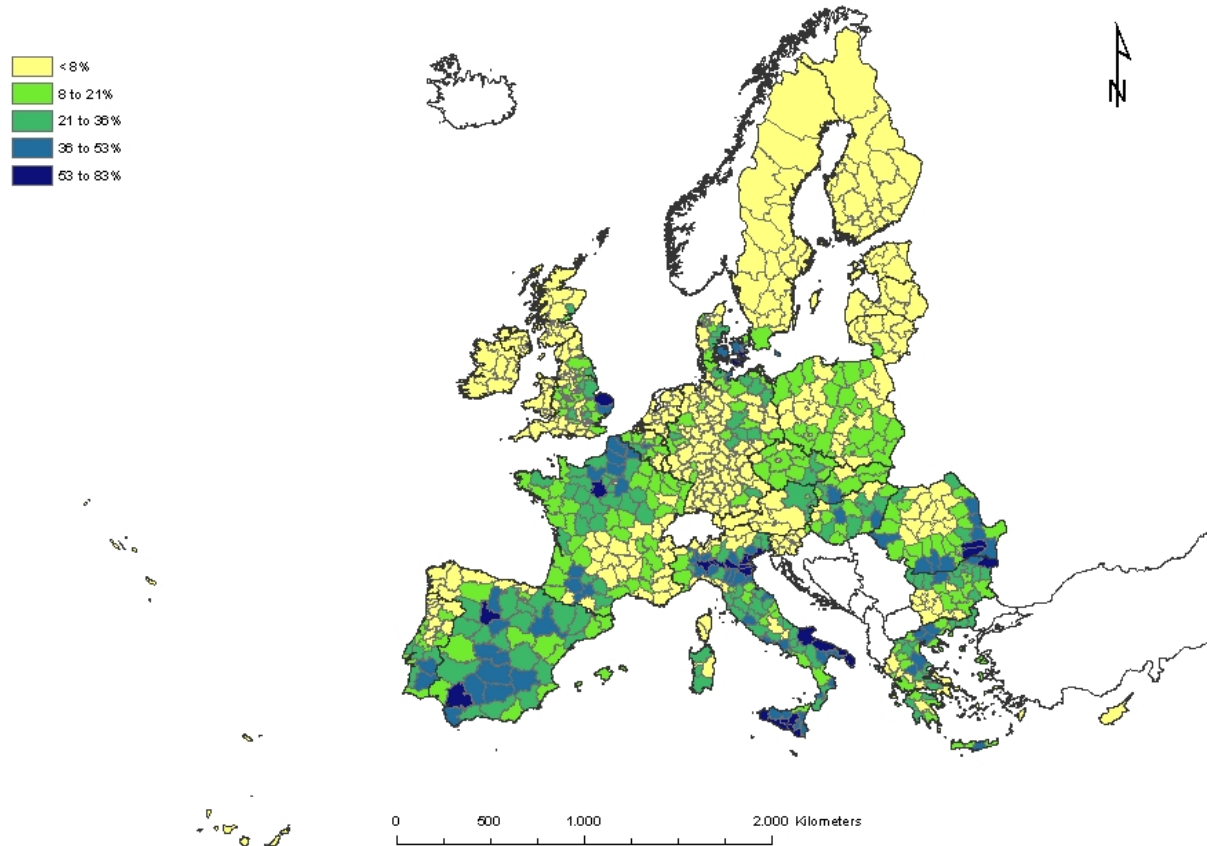 < 8%
8 to 21%
21 to 36%
36 to 53%
53 to 83%
N
0 500 1.000 2.000 Kilometers